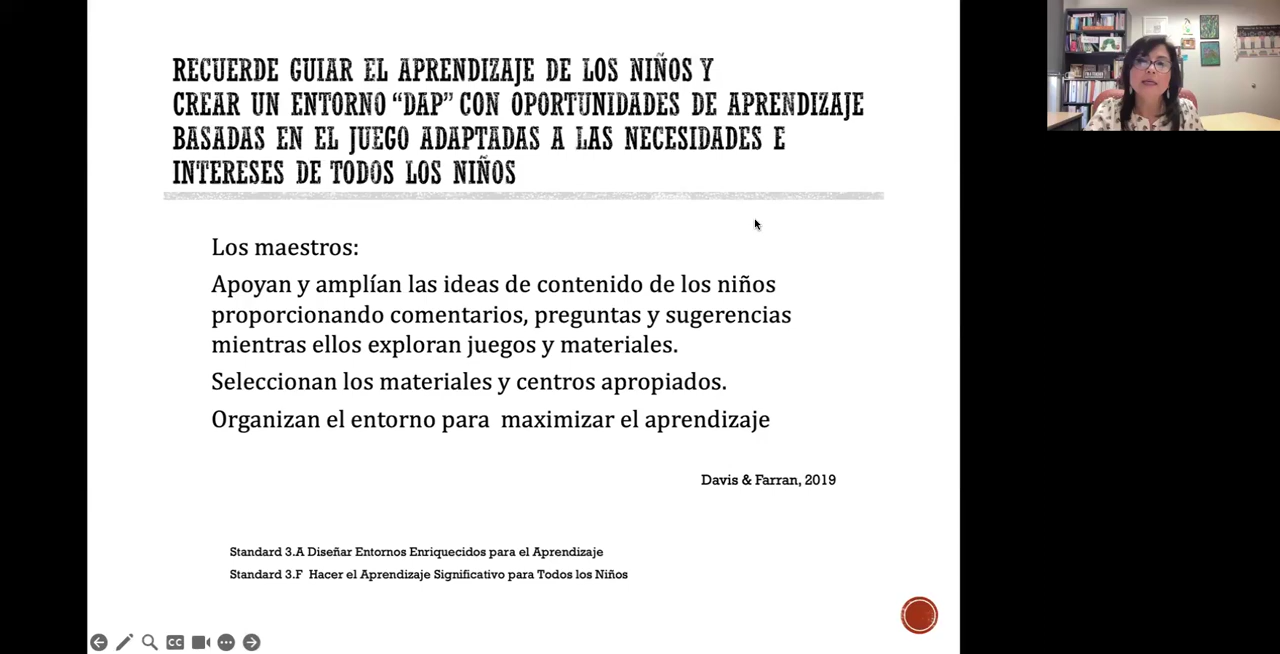 RECUERDE GUIAR EL APRENDIZAJE DE LOS NIÑOS Y
CREAR UN ENTORNO “DAP” CON OPORTUNIDADES DE APRENDIZAJE
BASADAS EN EL JUEGO ADAPTADAS A LAS NECESIDADES E
INTERESES DE TODOS LOS NIÑOS
Los maestros:
Apoyan y amplían las ideas de contenido de los niños
proporcionando comentarios, preguntas y sugerencias
mientras ellos exploran juegos y materiales.
Seleccionan los materiales y centros apropiados.
Organizan el entorno para  maximizar el aprendizaje
Davis & Farran, 2019
Standard 3.A Diseñar Entornos Enriquecidos para el Aprendizaje
Standard 3.F  Hacer el Aprendizaje Significativo para Todos los Niños
CC